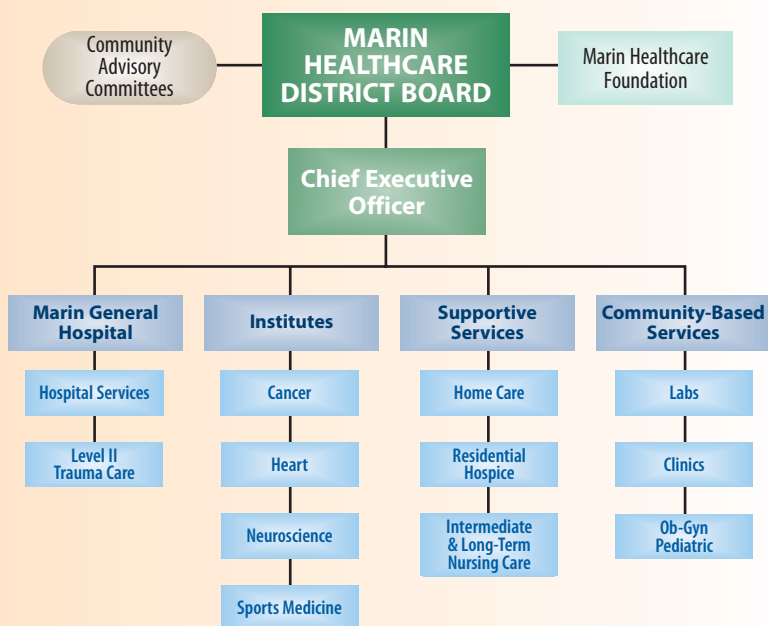 Community
Advisory
Committees
MARIN
HEALTHCARE
DISTRICT BOARD
Marin Healthcare
Foundation
Chief Executive
Officer
Marin General
Hospital
Institutes
Supportive
Services
Community-Based
Services
Hospital Services
Cancer
Home Care
Labs
Level II
Trauma Care
Heart
Residential
Hospice
Clinics
Neuroscience
Intermediate
& Long-Term
Nursing Care
Ob-Gyn
Pediatric
Sports Medicine